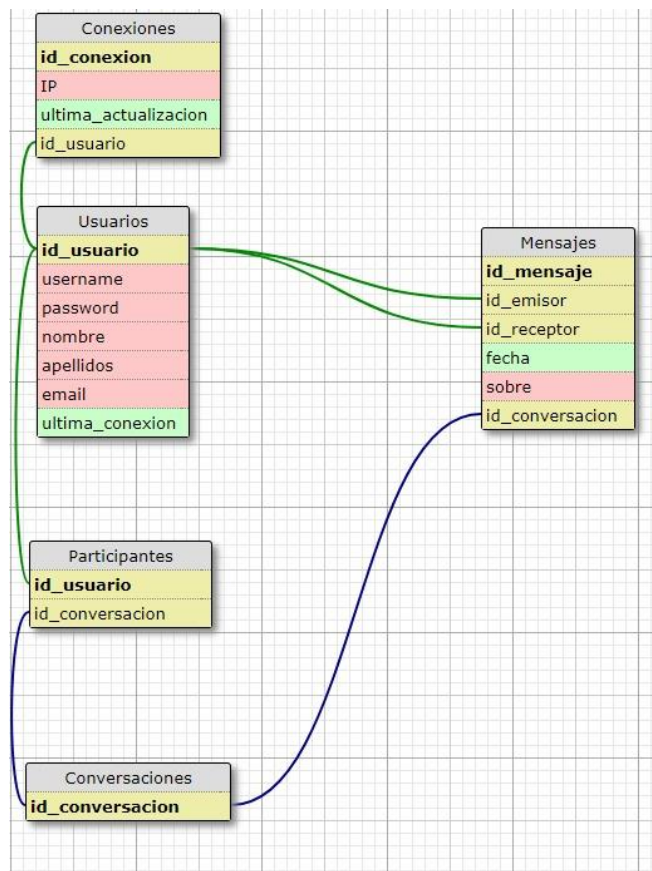 Conexiones
id_conexion
IP
ultima_actualizacion
id_usuario
Usuarios
id_usuario
username
password
nombre
apellidos
email
ultima_conexion
Mensajes
id_mensaje
id_emisor
id_receptor
fecha
sobre
id_conversacion
Participantes
id_usuario
id_conversacion
Conversaciones
id_conversacion